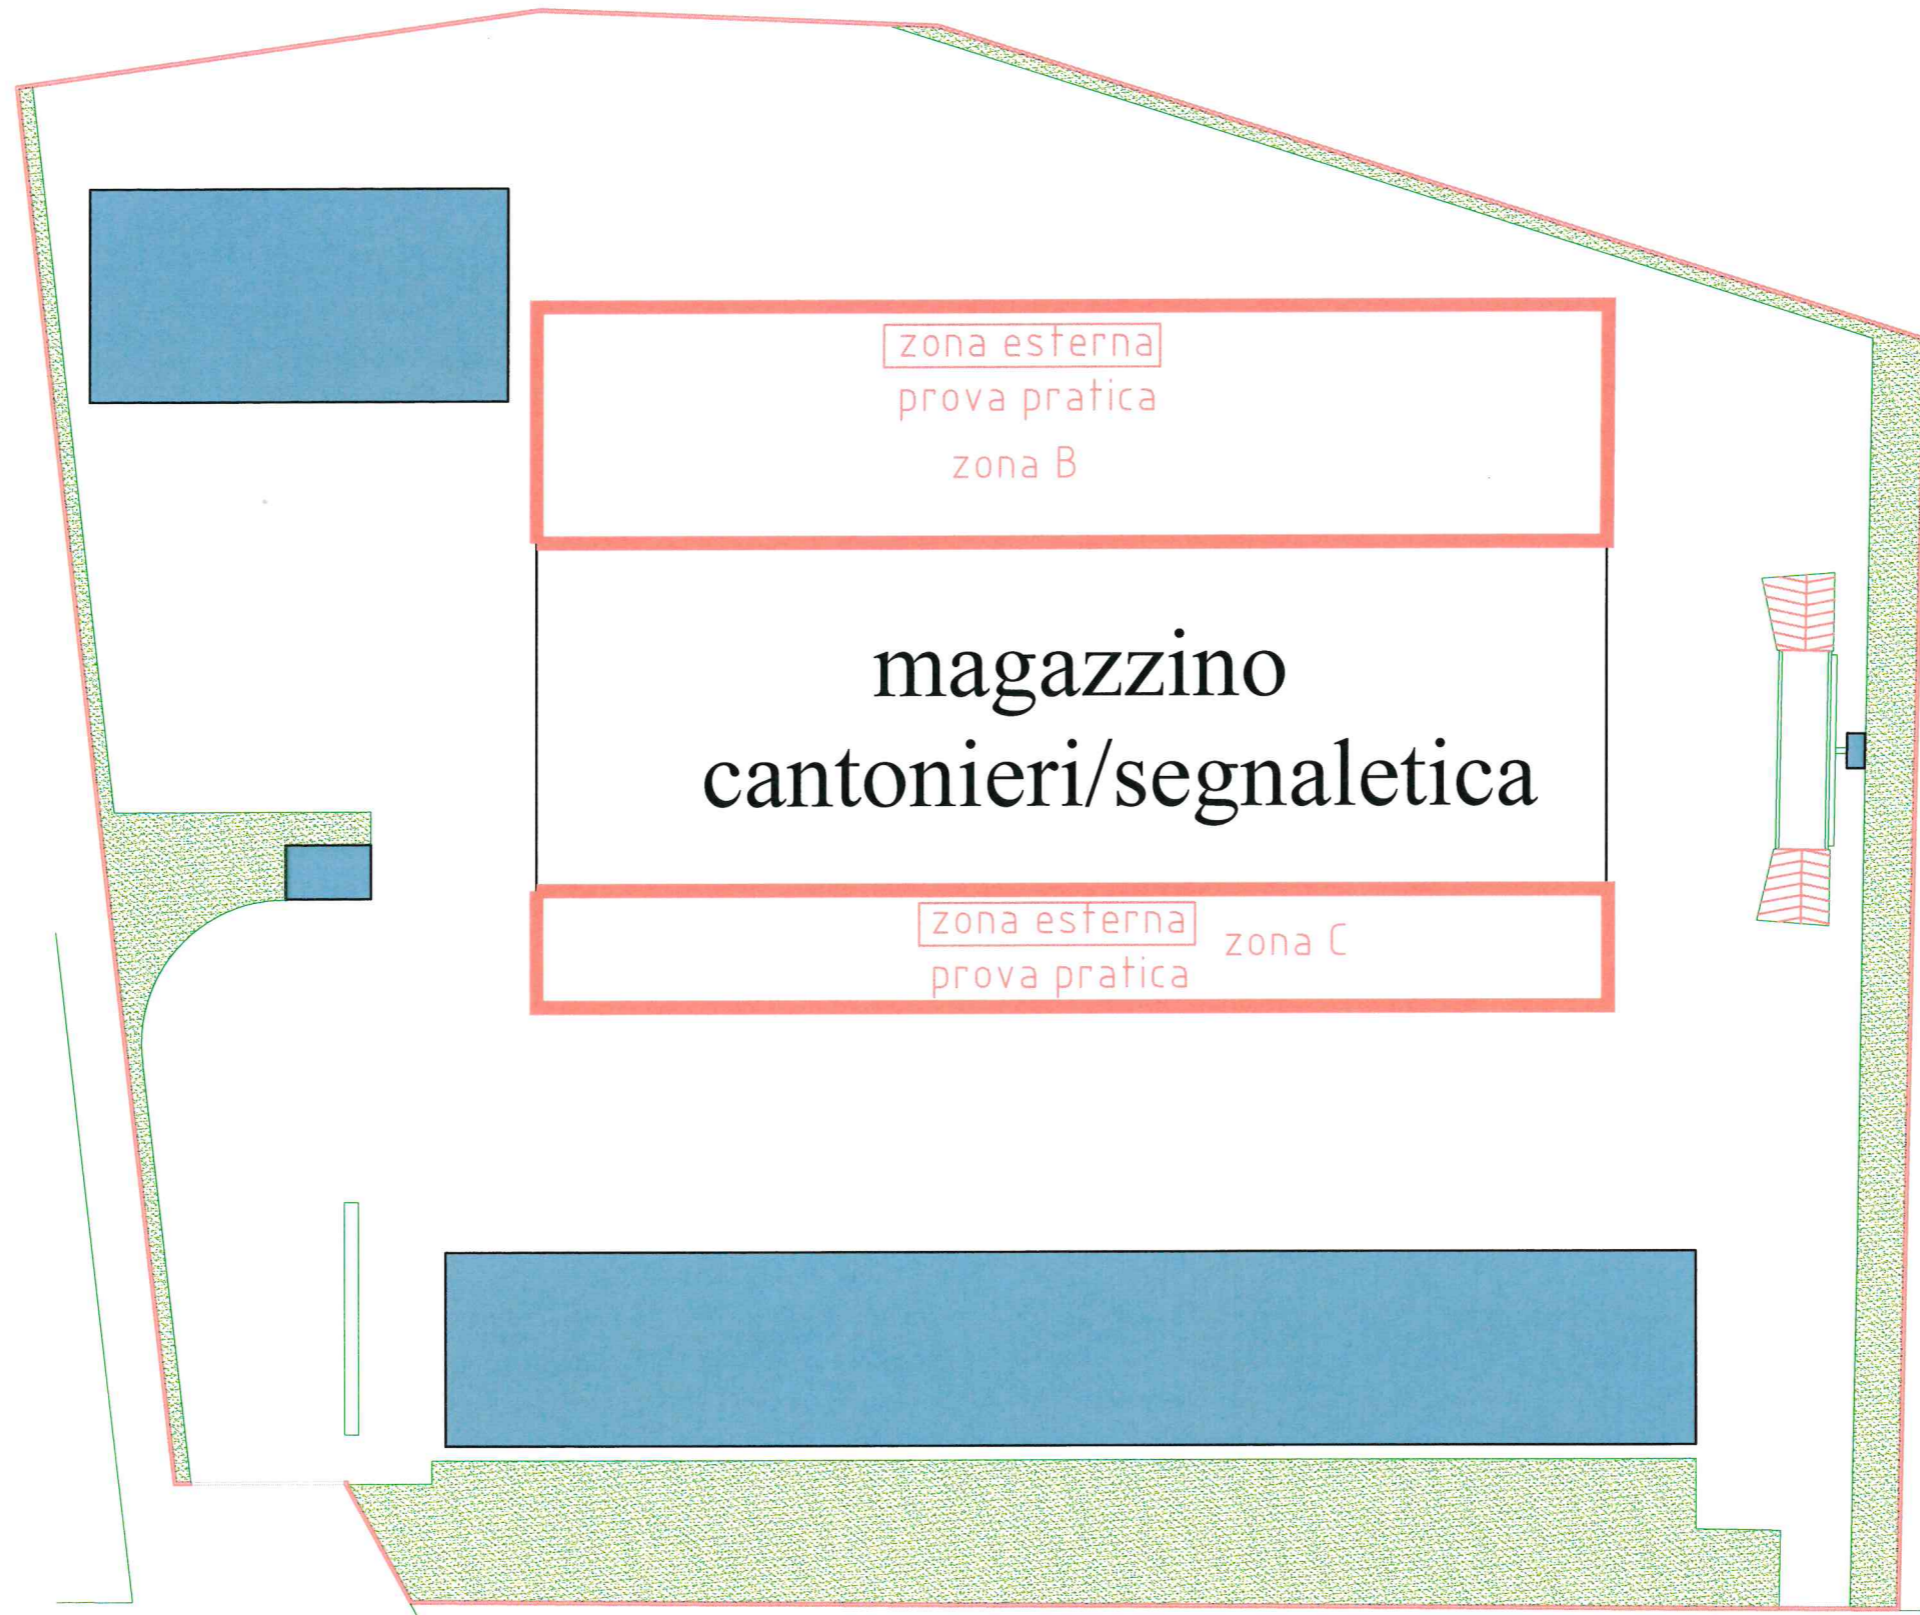 zona esterna
prova pratica
zona B
magazzino
cantonieri/segnaletica
zona esterna
prova pratica
zona C